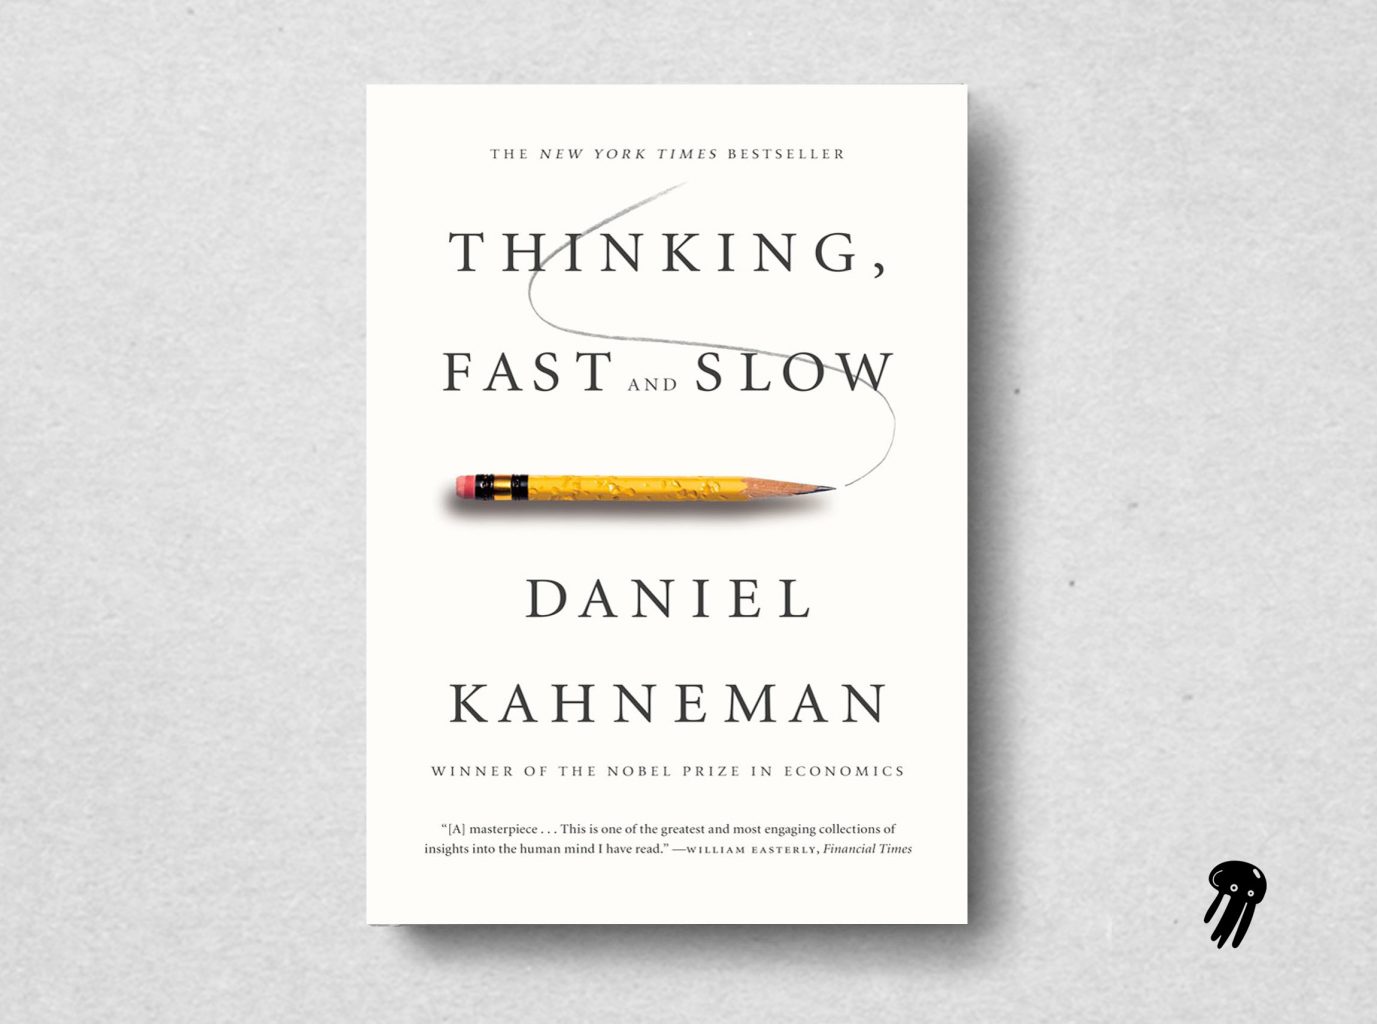 THE NEW YORK TIMES BESTSELLER
THINKING,
FAST AND SLOW
DANIEL
KAHNEMAN
WINNER OF THE NOBEL PRIZE IN ECONOMICS
“[A] masterpiece . . . This is one of the greatest and most engaging collections of
insights into the human mind I have read.” —WILLIAM EASTERLY, Financial Times